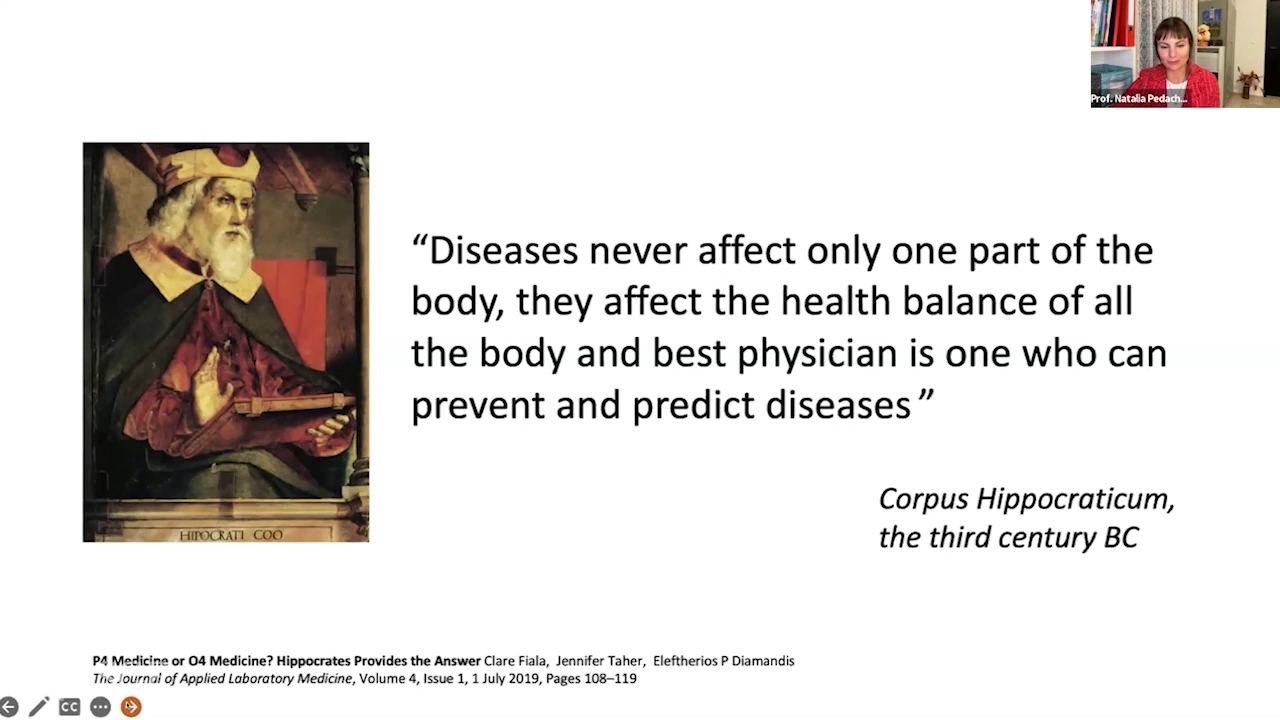 Prof. Natalia Pedach...
“Diseases never affect only one part of the
body, they affect the health balance of all
the body and best physician is one who can
prevent and predict diseases”
Corpus Hippocraticum,
the third century BC
HIPOCRATI COO
P4 Medicine or O4 Medicine? Hippocrates Provides the Answer Clare Fiala, Jennifer Taher, Eleftherios P Diamandis
The Journal of Applied Laboratory Medicine, Volume 4, Issue 1, 1 July 2019, Pages 108–119
CC